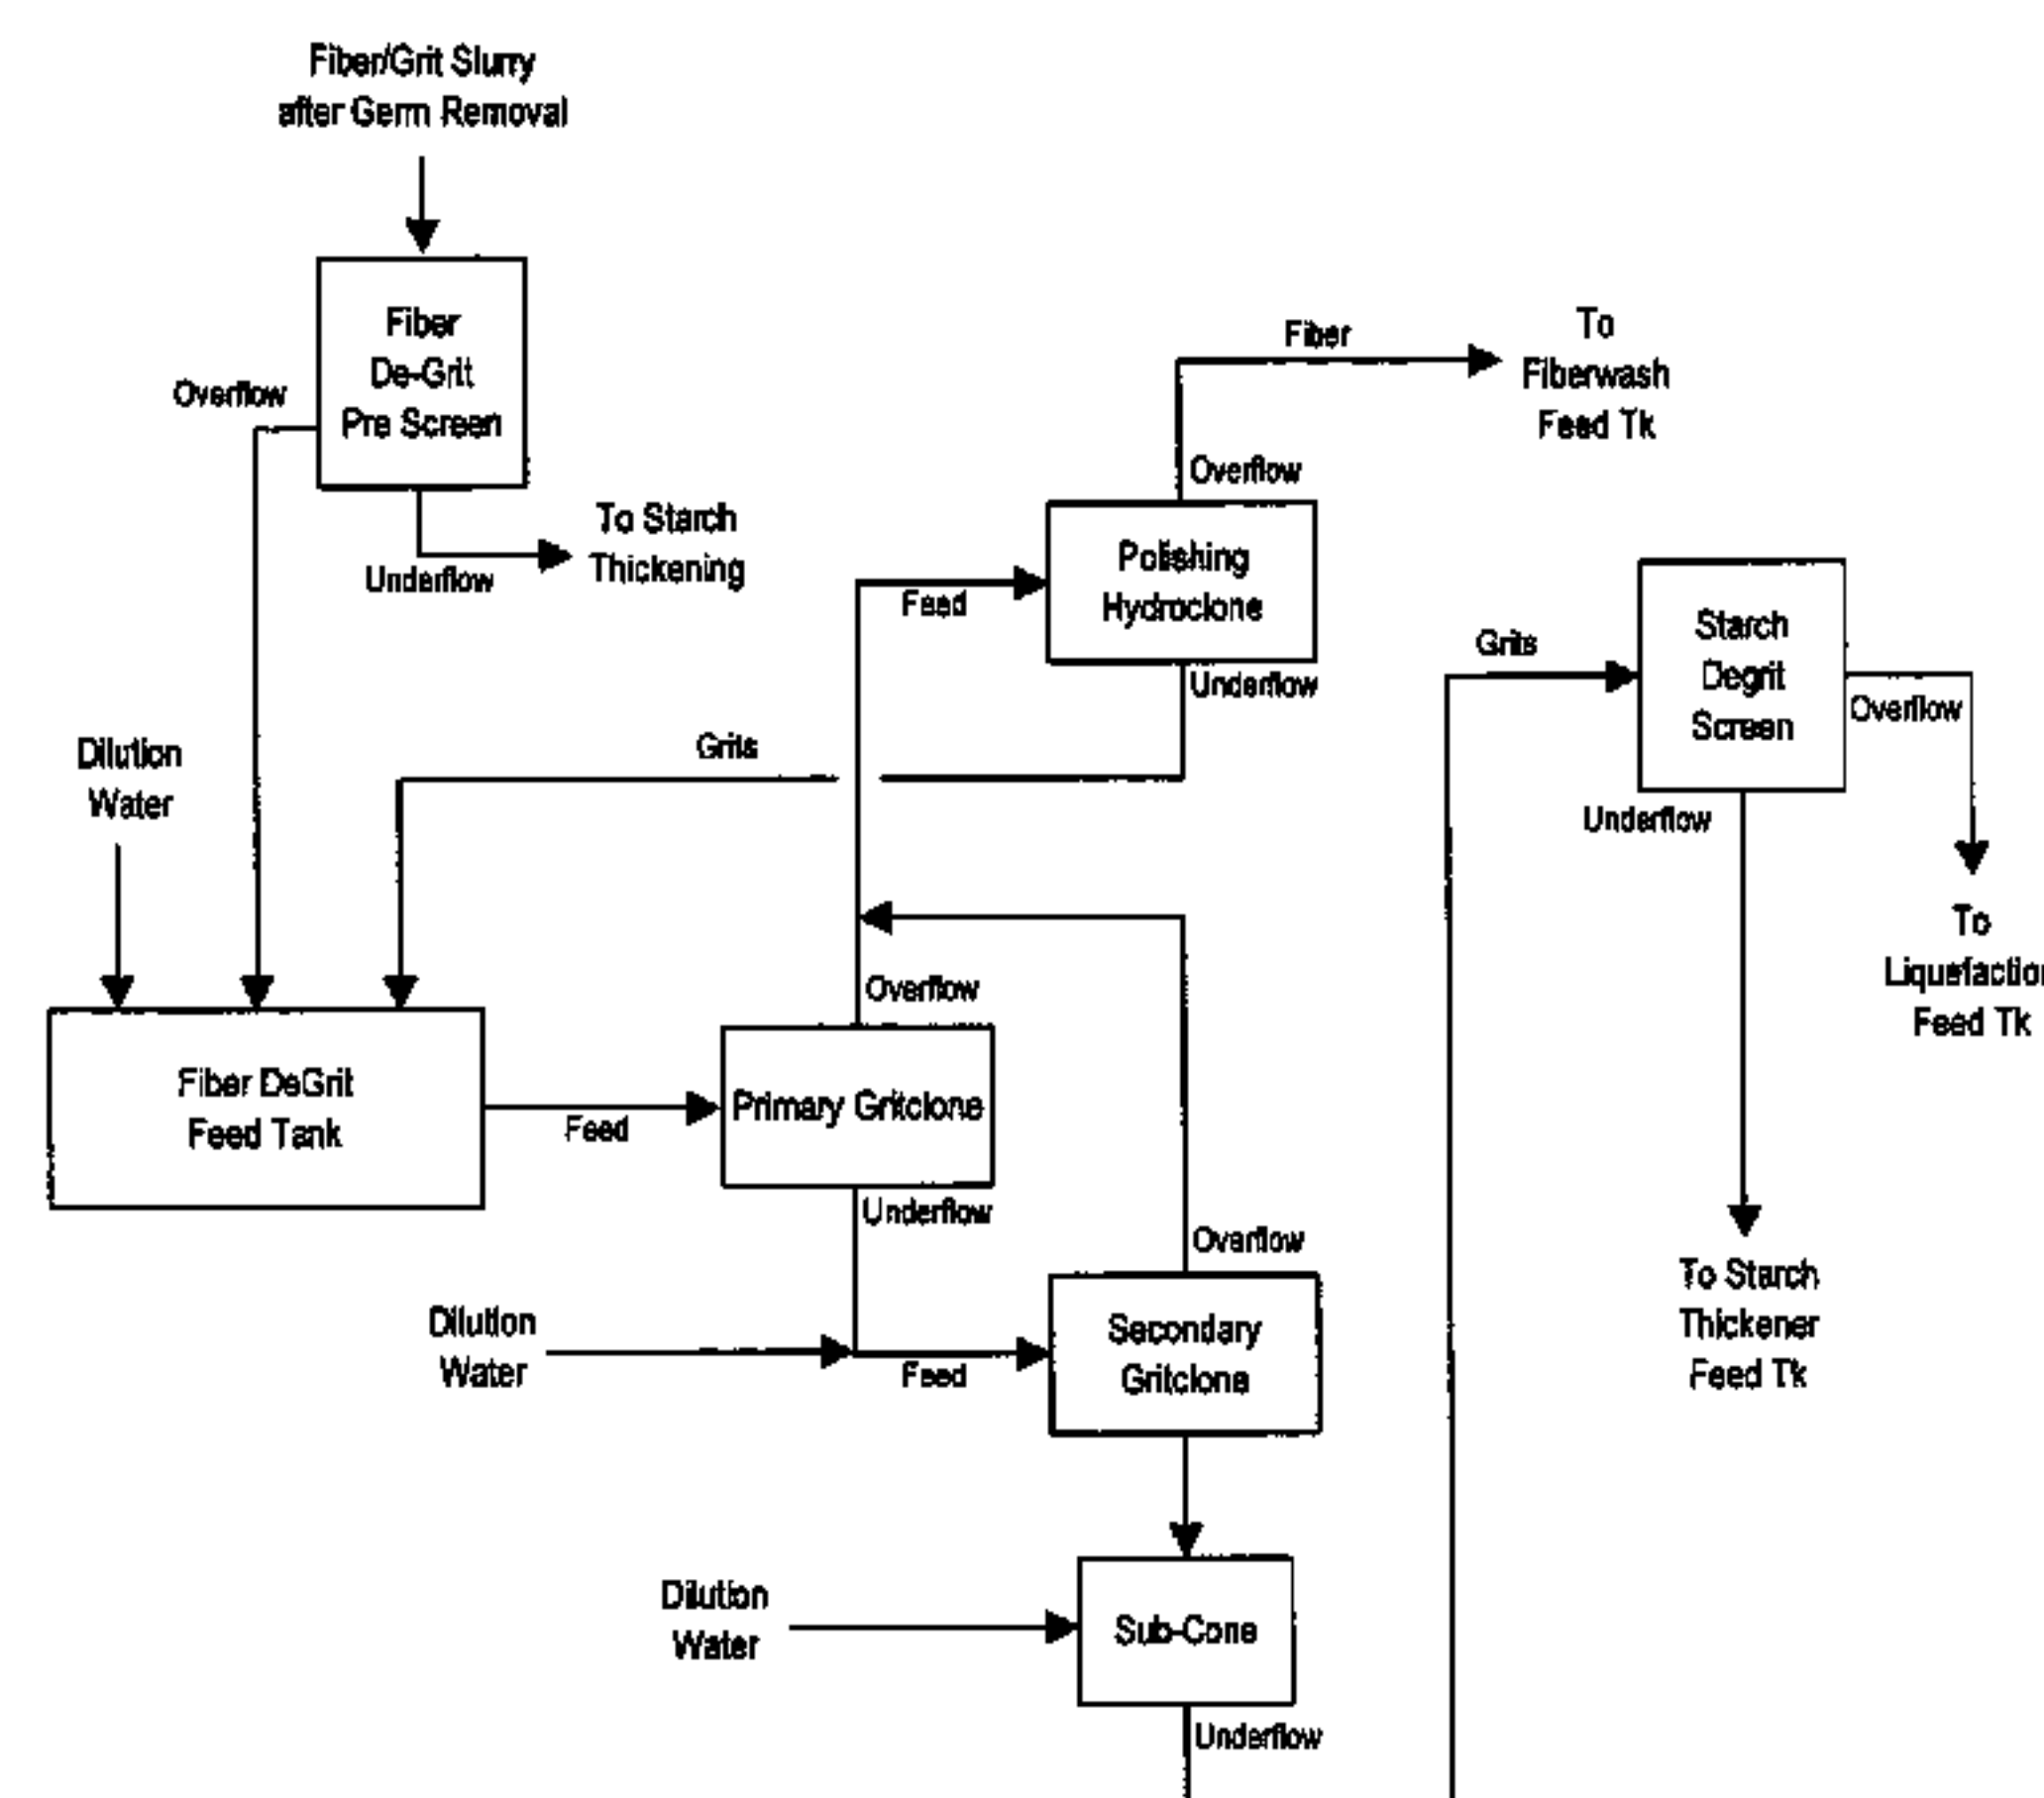 Fiber/Grit Slurry
after Germ Removal
Fiber
De-Grit
Pre Screen
Overflow
To Starch
Thickening
Underflow
Fiber
To
Fiberwash
Feed Tk
Overflow
Polishing
Hydroclone
Feed
Underflow
Grits
Starch
Degrit
Screen
Overflow
Underflow
Grits
Dilution
Water
To
Liquefaction
Feed Tk
Overflow
Fiber DeGrit
Feed Tank
Feed
Primary Gritclone
Underflow
Overflow
Dilution
Water
Feed
Secondary
Gritclone
To Starch
Thickener
Feed Tk
Dilution
Water
Sub-Cone
Underflow